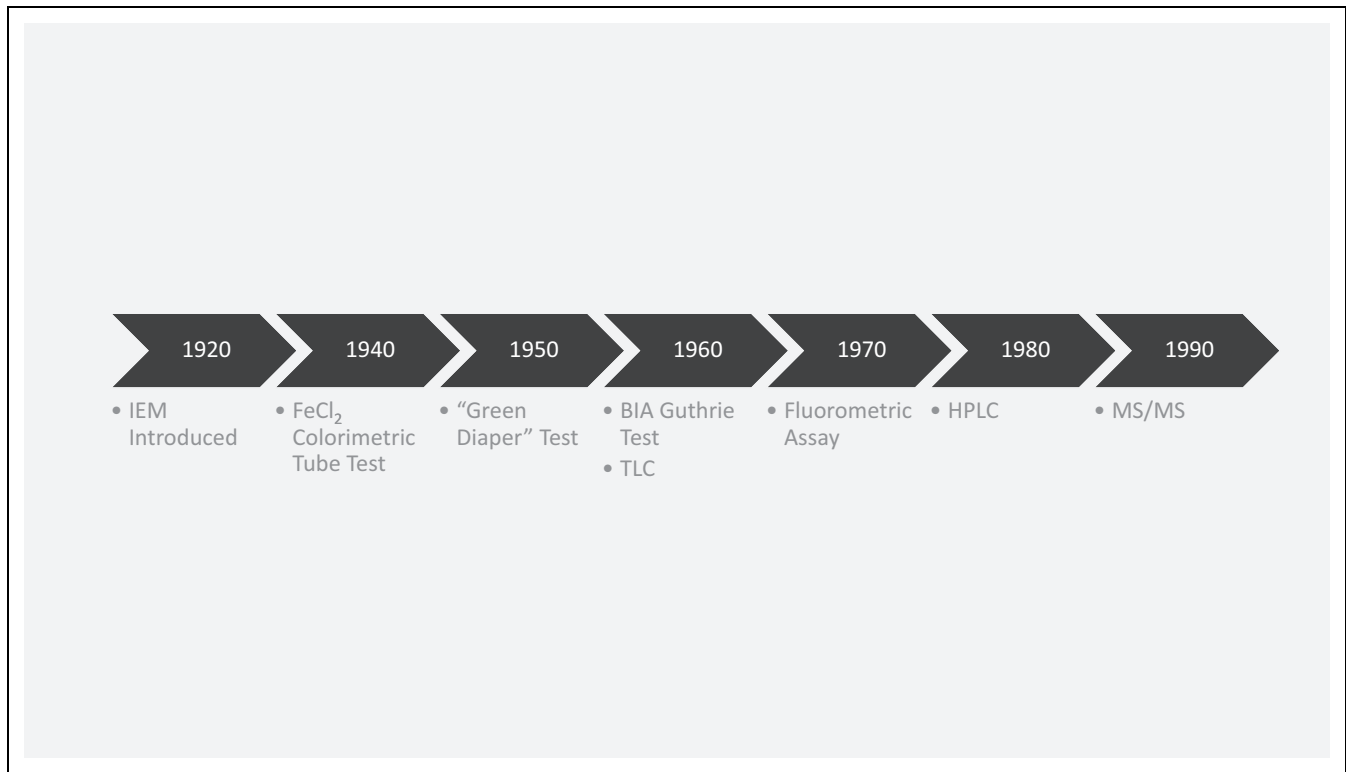 1920
1940
1950
1960
1970
1980
1990
• IEM
Introduced
• FeCl₂
Colorimetric
Tube Test
• “Green
Diaper” Test
• BIA Guthrie
Test
• TLC
• Fluorometric
Assay
• HPLC
• MS/MS